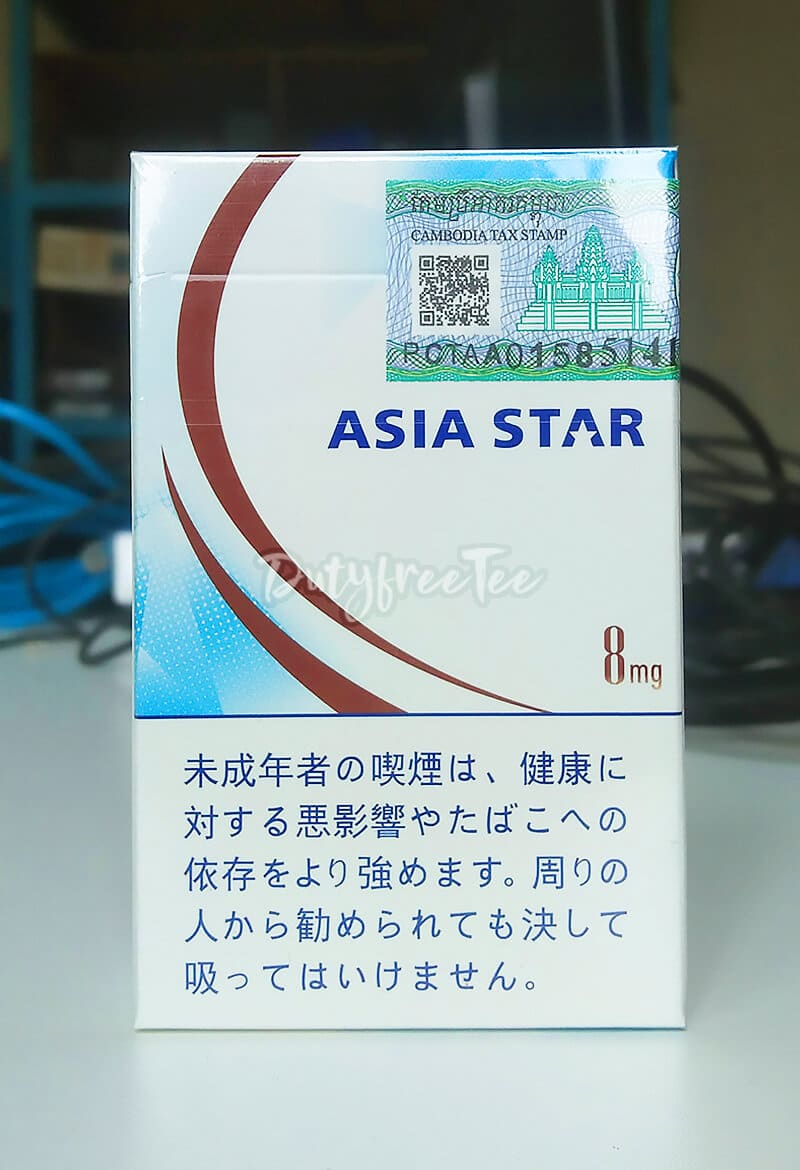 CAMBODIA TAX STAMP
ASIA STAR
DutyfreeTee
8mg
未成年者の喫煙は、健康に
対する悪影響やたばこへの
依存をより強めます。周りの
人から勧められても決して
吸ってはいけません。